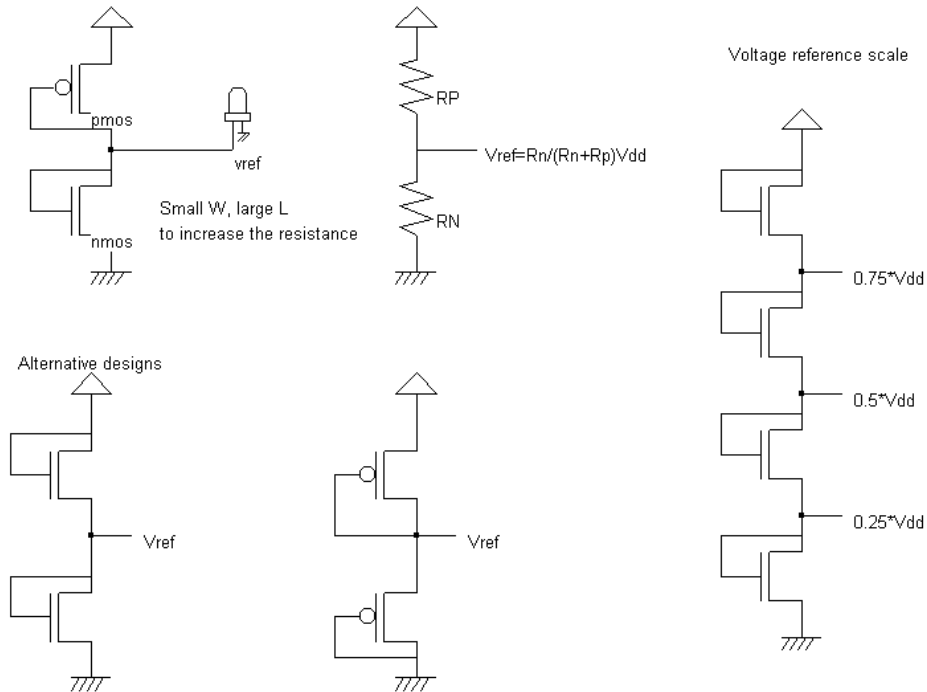 pmos
vref
nmos
Small W, large L
to increase the resistance
RP
Vref=Rn/(Rn+Rp)Vdd
RN
Voltage reference scale
0.75*Vdd
0.5*Vdd
0.25*Vdd
Alternative designs
Vref
Vref